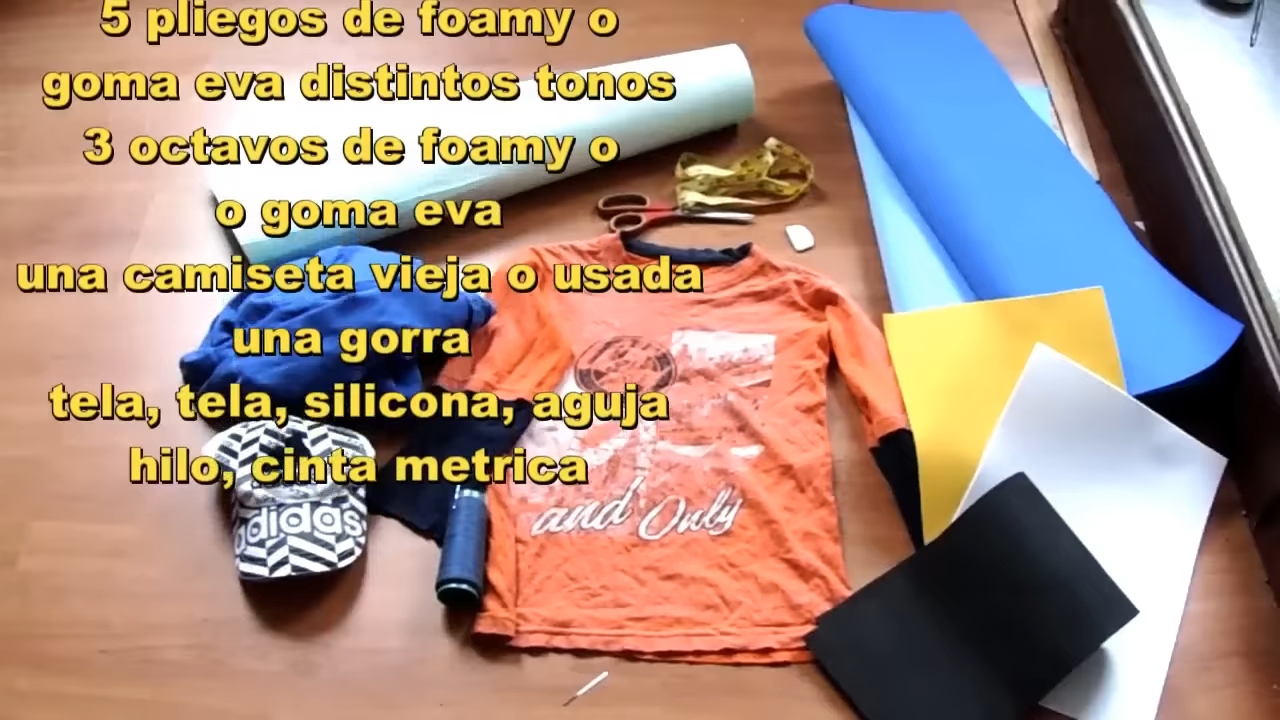 5 pliegos de foamy o
goma eva distintos tonos
3 octavos de foamy o
o goma eva
una camiseta vieja o usada
una gorra
tela, tela, silicona, aguja
hilo, cinta metrica
adidas
and Only